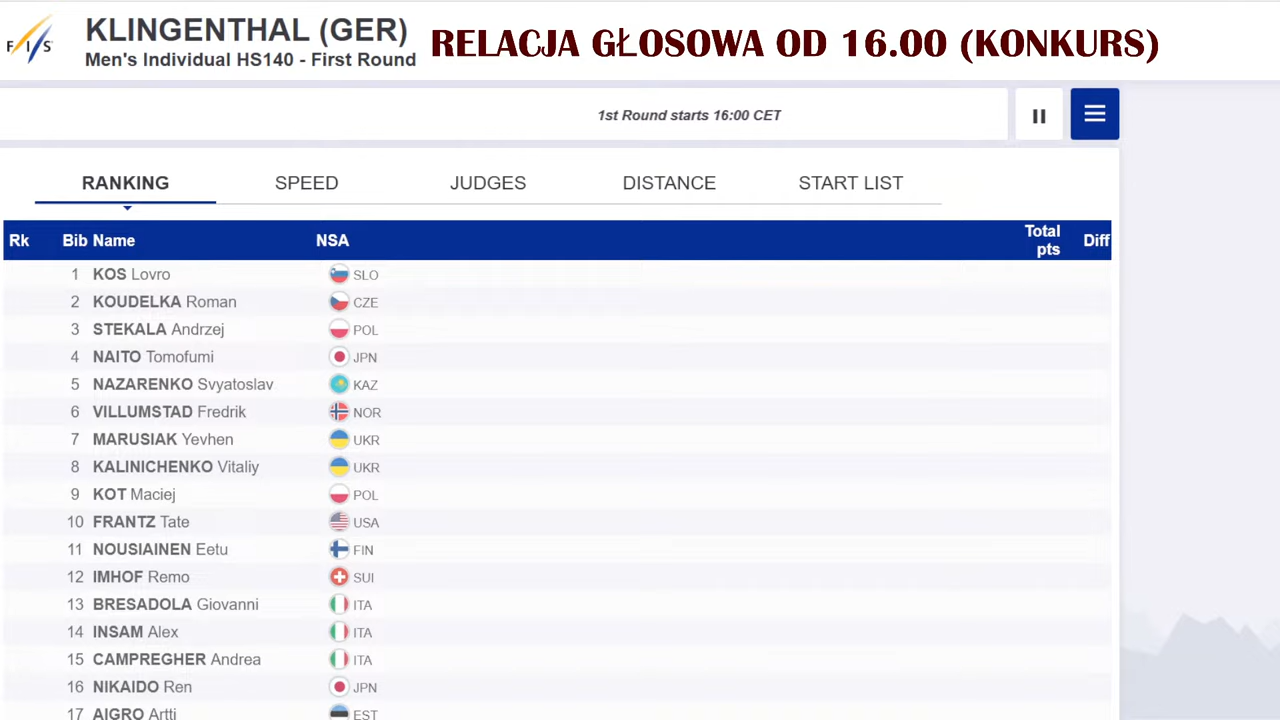 FIS
KLINGENTHAL (GER)
Men's Individual HS140 - First Round
RELACJA GŁOSOWA OD 16.00 (KONKURS)
1st Round starts 16:00 CET
RANKING SPEED JUDGES DISTANCE START LIST
Rk Bib Name NSA Total pts Diff
1 KOS Lovro SLO
2 KOUDELKA Roman CZE
3 STEKALA Andrzej POL
4 NAITO Tomofumi JPN
5 NAZARENKO Svyatoslav KAZ
6 VILLUMSTAD Fredrik NOR
7 MARUSIAK Yevhen UKR
8 KALINICHENKO Vitaliy UKR
9 KOT Maciej POL
10 FRANTZ Tate USA
11 NOUSIAINEN Eetu FIN
12 IMHOF Remo SUI
13 BRESADOLA Giovanni ITA
14 INSAM Alex ITA
15 CAMPREGHER Andrea ITA
16 NIKAIDO Ren JPN
17 AIGRO Artti EST